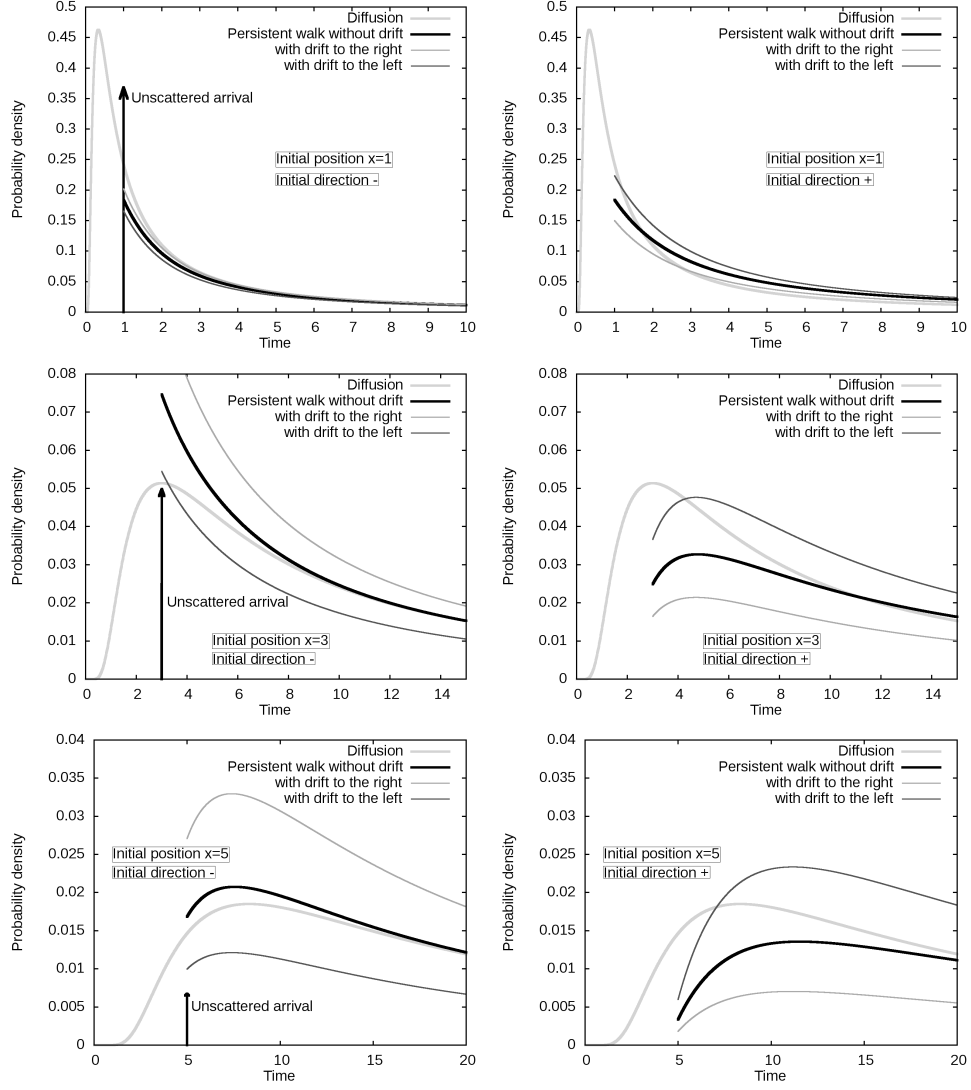 0.5
0.45
0.4
0.35
0.3
0.25
0.2
0.15
0.1
0.05
0
Probability density
Diffusion
Persistent walk without drift
with drift to the right
with drift to the left
Unscattered arrival
Initial position x=1
Initial direction -
0 1 2 3 4 5 6 7 8 9 10
Time
0.5
0.45
0.4
0.35
0.3
0.25
0.2
0.15
0.1
0.05
0
Probability density
Diffusion
Persistent walk without drift
with drift to the right
with drift to the left
Initial position x=1
Initial direction +
0 1 2 3 4 5 6 7 8 9 10
Time
0.08
0.07
0.06
0.05
0.04
0.03
0.02
0.01
0
Probability density
Diffusion
Persistent walk without drift
with drift to the right
with drift to the left
Unscattered arrival
Initial position x=3
Initial direction -
0 2 4 6 8 10 12 14
Time
0.08
0.07
0.06
0.05
0.04
0.03
0.02
0.01
0
Probability density
Diffusion
Persistent walk without drift
with drift to the right
with drift to the left
Initial position x=3
Initial direction +
0 2 4 6 8 10 12 14
Time
0.04
0.035
0.03
0.025
0.02
0.015
0.01
0.005
0
Probability density
Diffusion
Persistent walk without drift
with drift to the right
with drift to the left
Initial position x=5
Initial direction -
Unscattered arrival
0 5 10 15 20
Time
0.04
0.035
0.03
0.025
0.02
0.015
0.01
0.005
0
Probability density
Diffusion
Persistent walk without drift
with drift to the right
with drift to the left
Initial position x=5
Initial direction +
0 5 10 15 20
Time